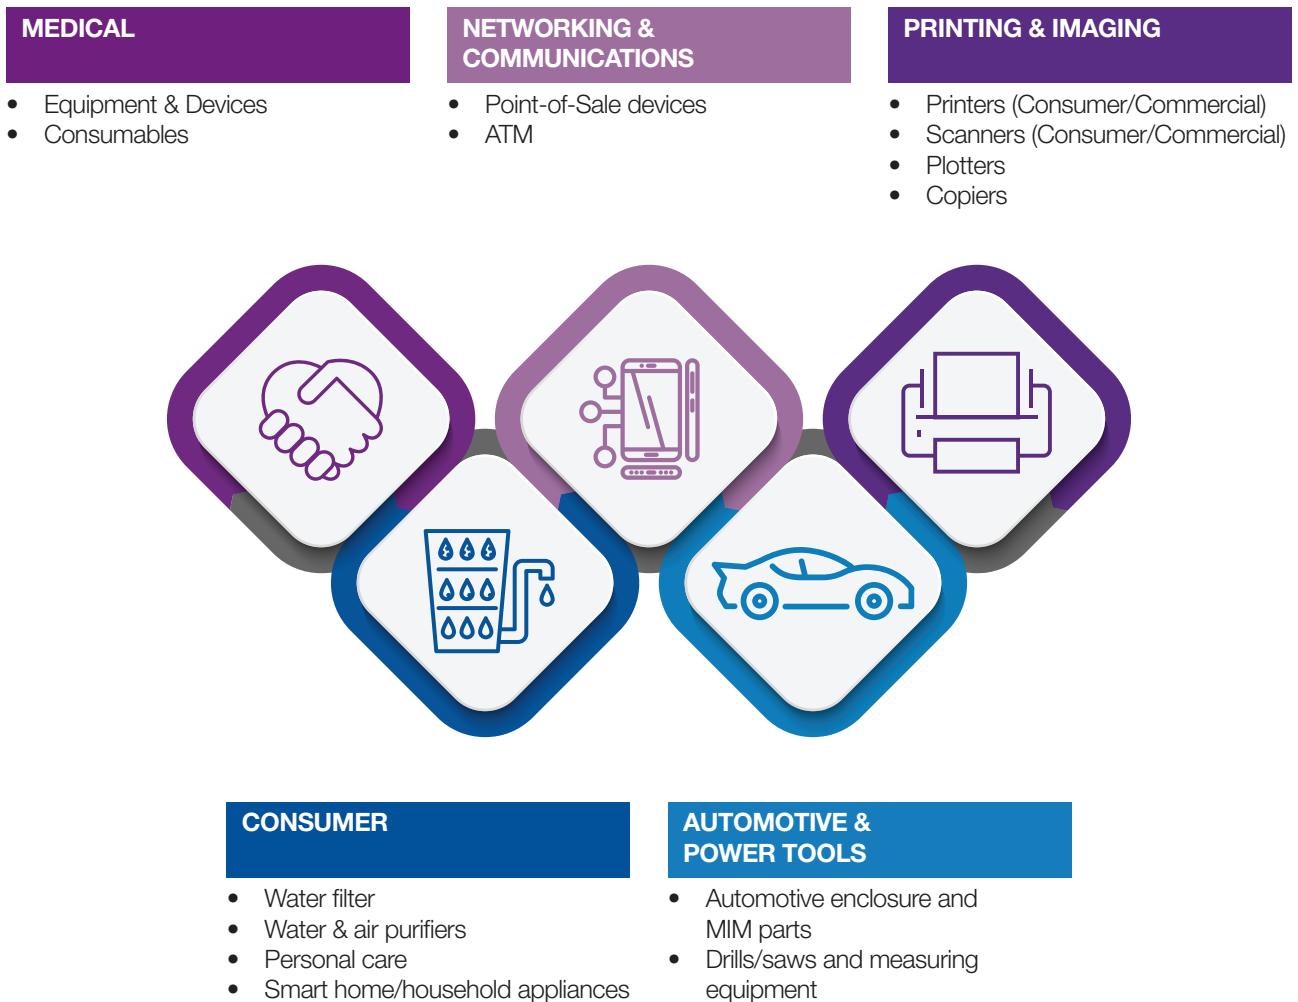 MEDICAL
• Equipment & Devices
• Consumables
NETWORKING &
COMMUNICATIONS
• Point-of-Sale devices
• ATM
PRINTING & IMAGING
• Printers (Consumer/Commercial)
• Scanners (Consumer/Commercial)
• Plotters
• Copiers
CONSUMER
• Water filter
• Water & air purifiers
• Personal care
• Smart home/household appliances
AUTOMOTIVE &
POWER TOOLS
• Automotive enclosure and
MIM parts
• Drills/saws and measuring
equipment